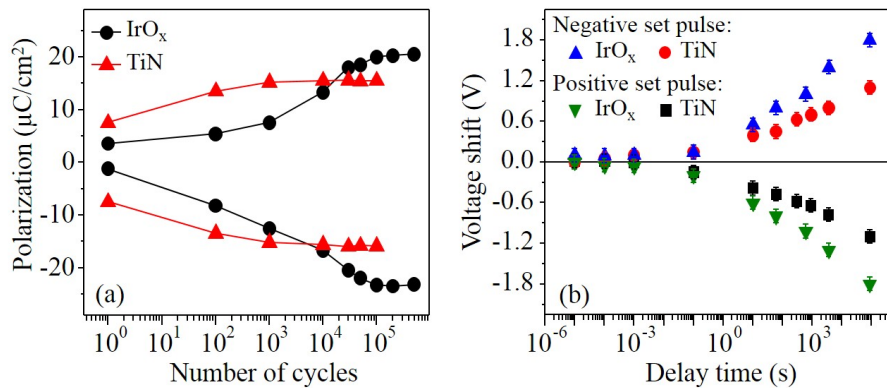 IrOₓ
TiN
Polarization (μC/cm²)
20
10
0
-10
-20
(a)
10⁰ 10¹ 10² 10³ 10⁴ 10⁵
Number of cycles
Negative set pulse:
IrOₓ TiN
Positive set pulse:
IrOₓ TiN
Voltage shift (V)
1.8
1.2
0.6
0.0
-0.6
-1.2
-1.8
(b)
10⁻⁶ 10⁻³ 10⁰ 10³
Delay time (s)